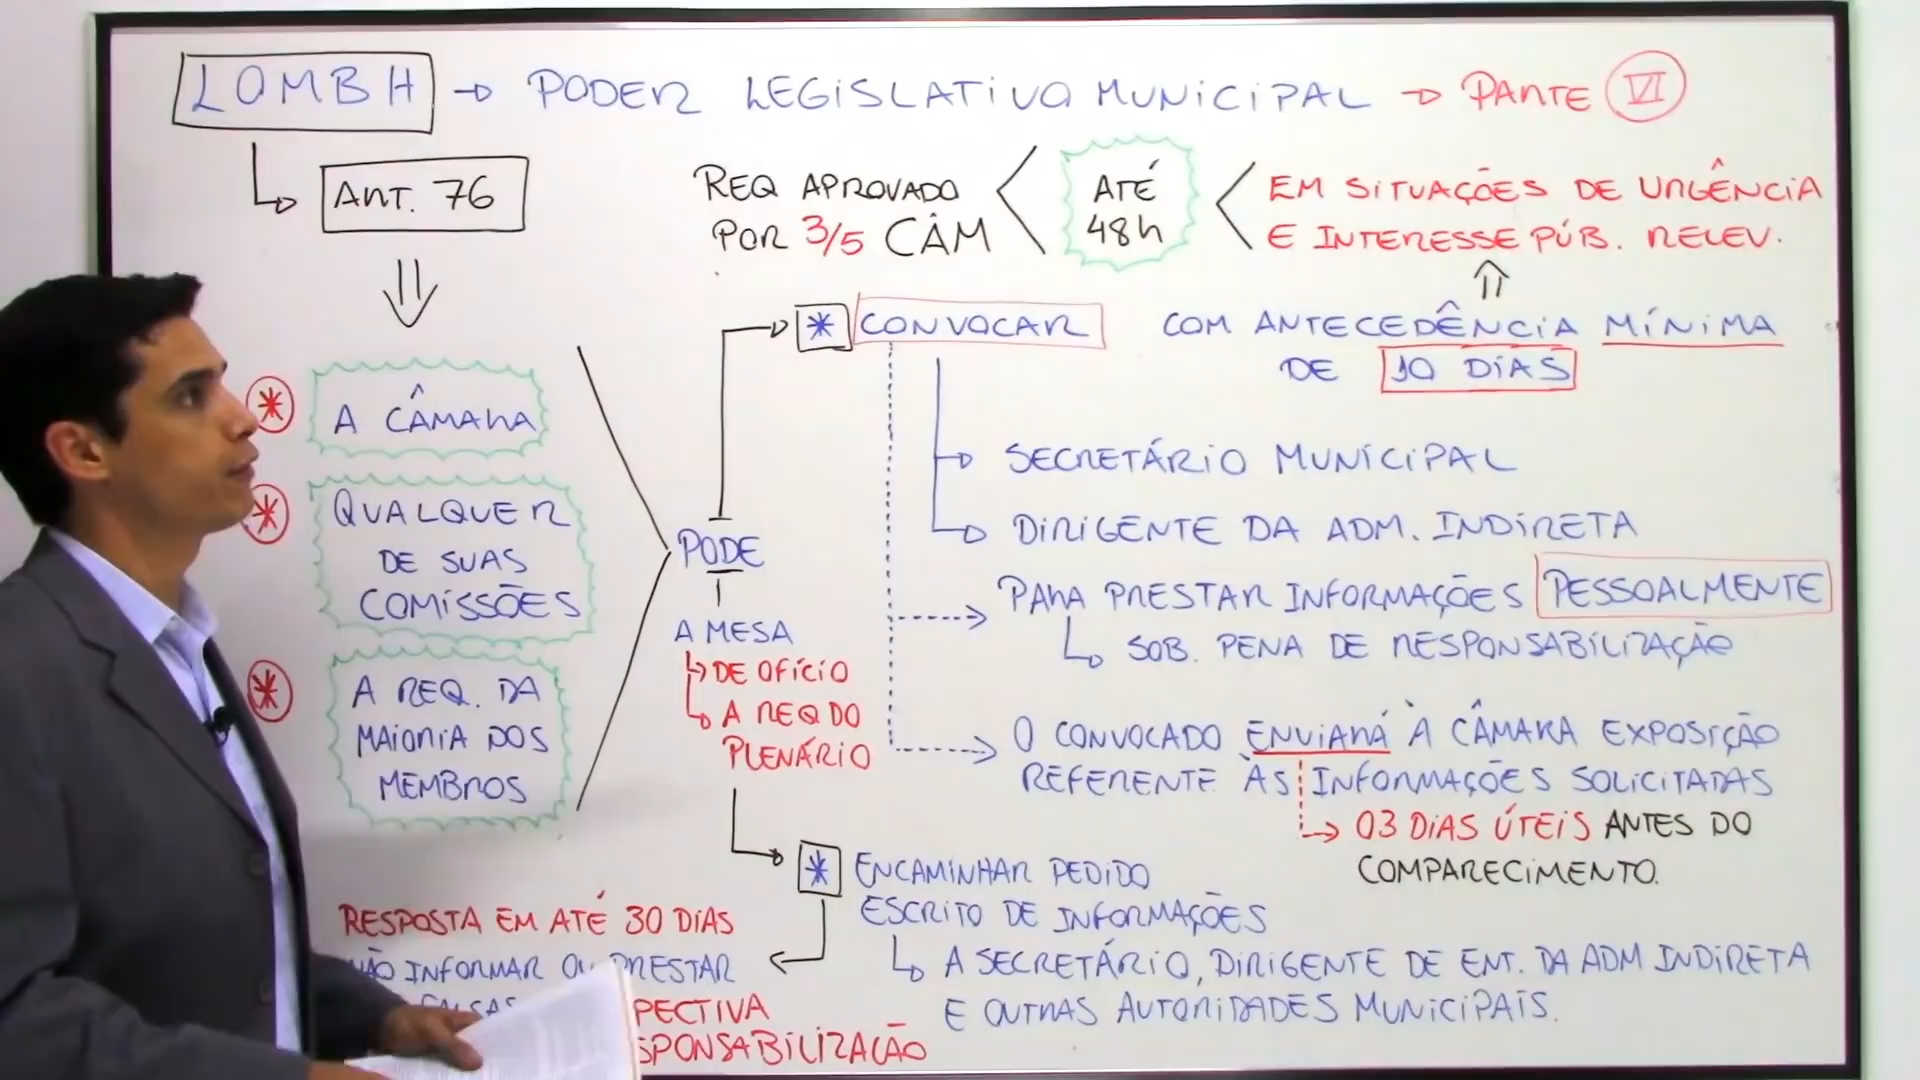 LOMBH → PODER LEGISLATIVO MUNICIPAL → PARTE VI
ART. 76
REQ APROVADO
POR 3/5 CÂM
ATÉ
48h
EM SITUAÇÕES DE URGÊNCIA
E INTERESSE PÚB. RELEV.
* CONVOCAR
COM ANTECEDÊNCIA MÍNIMA
DE 10 DIAS
* A CÂMARA
* QUALQUER
DE SUAS
COMISSÕES
* A REQ. DA
MAIORIA DOS
MEMBROS
PODE
A MESA
DE OFÍCIO
A REQ DO
PLENÁRIO
SECRETÁRIO MUNICIPAL
DIRIGENTE DA ADM. INDIRETA
PARA PRESTAR INFORMAÇÕES PESSOALMENTE
SOB. PENA DE RESPONSABILIZAÇÃO
O CONVOCADO ENVIARÁ À CÂMARA EXPOSIÇÃO
REFERENTE ÀS INFORMAÇÕES SOLICITADAS
03 DIAS ÚTEIS ANTES DO
COMPARECIMENTO.
* ENCAMINHAR PEDIDO
ESCRITO DE INFORMAÇÕES
A SECRETÁRIO, DIRIGENTE DE ENT. DA ADM INDIRETA
E OUTRAS AUTORIDADES MUNICIPAIS.
RESPOSTA EM ATÉ 30 DIAS
NÃO INFORMAR OU PRESTAR
FALSAS PECTIVA
SPONSABILIZAÇÃO